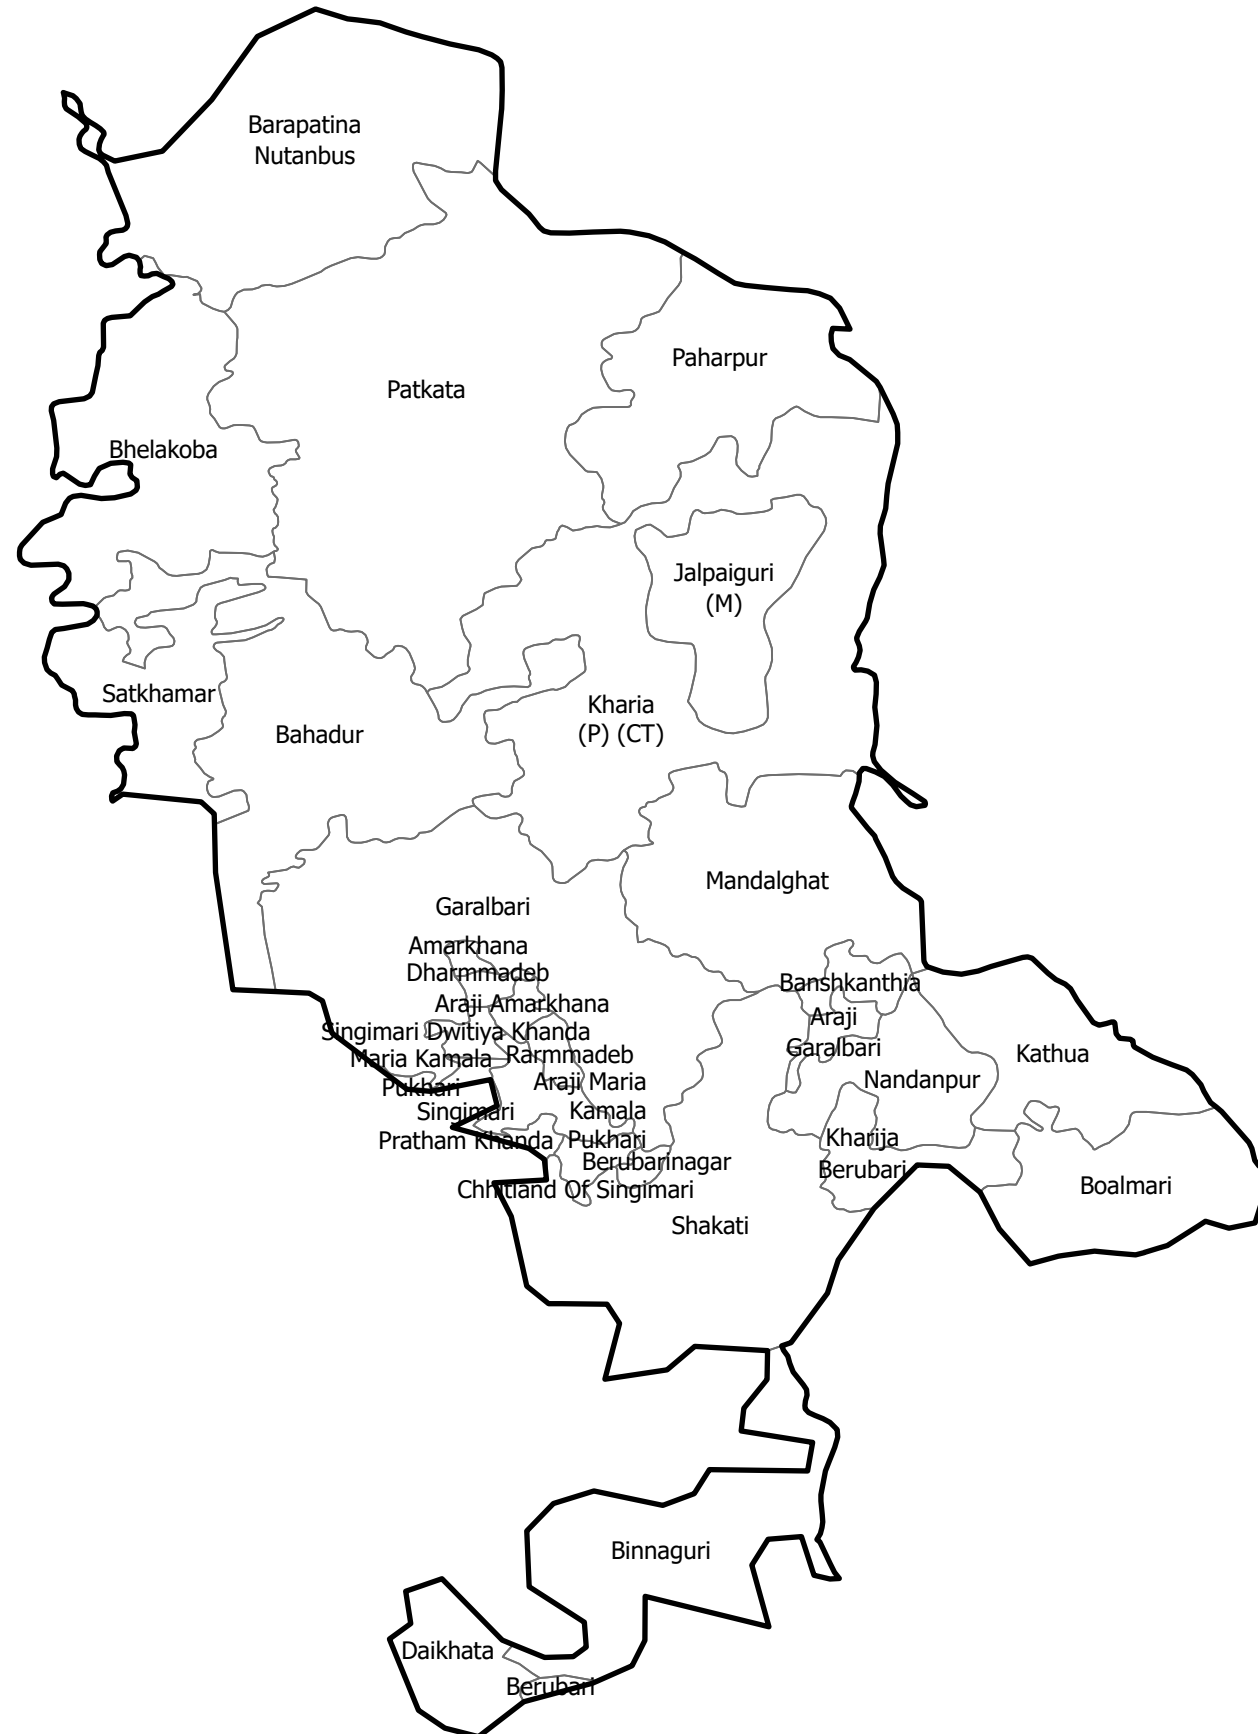 Barapatina
Nutanbus
Paharpur
Patkata
Bhelakoba
Jalpaiguri
(M)
Satkhamar
Kharia
(P) (CT)
Bahadur
Mandalghat
Garalbari
Amarkhana
Dharmmadeb
Banshkanthia
Araji Amarkhana
Araji
Garalbari
Singimari Dwitiya Khanda
Maria Kamala
Pukhari
Rarmmadeb
Kathua
Nandanpur
Araji Maria
Kamala
Pukhari
Singimari
Pratham Khanda
Kharija
Berubari
Berubarinagar
Chhitland Of Singimari
Boalmari
Shakati
Binnaguri
Daikhata
Berubari